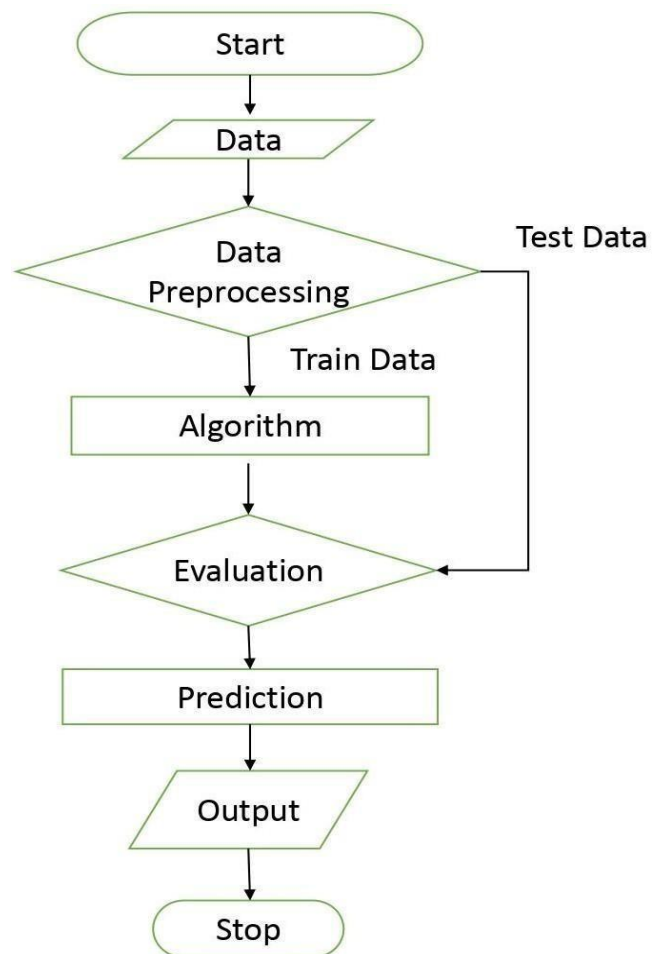 Start
Data
Test Data
Data
Preprocessing
Train Data
Algorithm
Evaluation
Prediction
Output
Stop